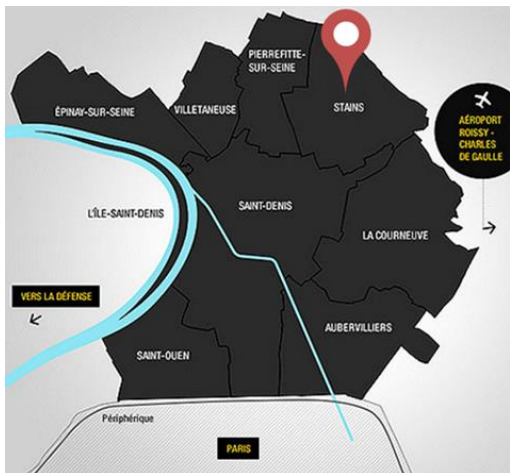 PIERREFITTE-
SUR-SEINE
ÉPINAY-SUR-SEINE
VILLETANEUSE
STAINS
AÉROPORT
ROISSY -
CHARLES
DE GAULLE
L'ÎLE-SAINT-DENIS
SAINT-DENIS
LA COURNEUVE
VERS LA DÉFENSE
AUBERVILLIERS
SAINT-OUEN
Périphérique
PARIS